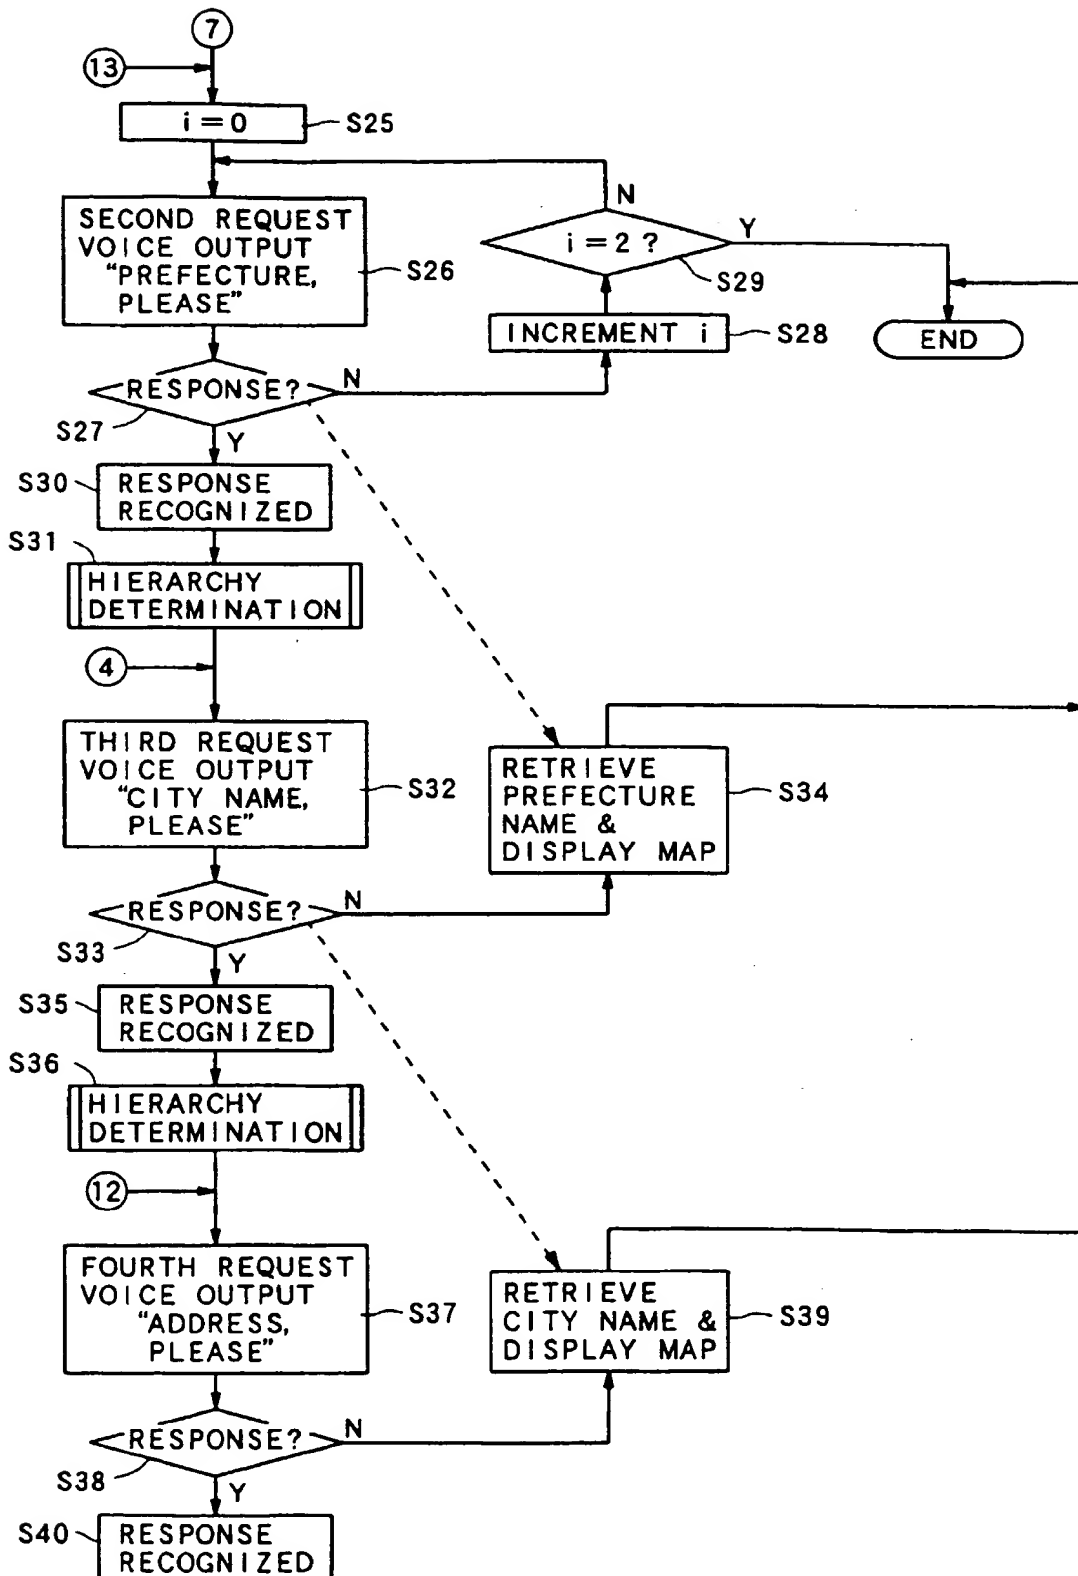 7
13
i=0
S25
SECOND REQUEST
VOICE OUTPUT
"PREFECTURE,
PLEASE"
S26
N
i=2?
Y
S29
INCREMENT i
S28
END
RESPONSE?
N
S27
Y
S30
RESPONSE
RECOGNIZED
S31
HIERARCHY
DETERMINATION
4
THIRD REQUEST
VOICE OUTPUT
"CITY NAME,
PLEASE"
S32
RETRIEVE
PREFECTURE
NAME &
DISPLAY MAP
S34
RESPONSE?
N
S33
Y
S35
RESPONSE
RECOGNIZED
S36
HIERARCHY
DETERMINATION
12
FOURTH REQUEST
VOICE OUTPUT
"ADDRESS,
PLEASE"
S37
RETRIEVE
CITY NAME &
DISPLAY MAP
S39
RESPONSE?
N
S38
Y
S40
RESPONSE
RECOGNIZED